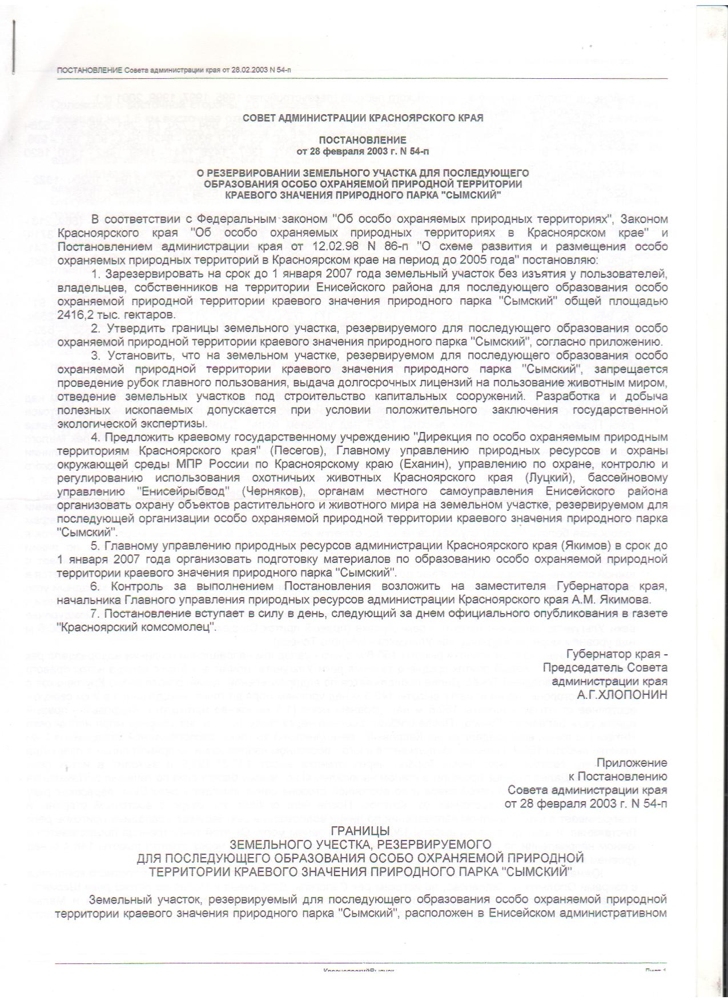 ПОСТАНОВЛЕНИЕ Совета администрации края от 28.02.2003 N 54-п
СОВЕТ АДМИНИСТРАЦИИ КРАСНОЯРСКОГО КРАЯ
ПОСТАНОВЛЕНИЕ
от 28 февраля 2003 г. N 54-п
О РЕЗЕРВИРОВАНИИ ЗЕМЕЛЬНОГО УЧАСТКА ДЛЯ ПОСЛЕДУЮЩЕГО
ОБРАЗОВАНИЯ ОСОБО ОХРАНЯЕМОЙ ПРИРОДНОЙ ТЕРРИТОРИИ
КРАЕВОГО ЗНАЧЕНИЯ ПРИРОДНОГО ПАРКА "СЫМСКИЙ"
В соответствии с Федеральным законом "Об особо охраняемых природных территориях", Законом
Красноярского края "Об особо охраняемых природных территориях в Красноярском крае" и
Постановлением администрации края от 12.02.98 N 86-п "О схеме развития и размещения особо
охраняемых природных территорий в Красноярском крае на период до 2005 года" постановляю:
1. Зарезервировать на срок до 1 января 2007 года земельный участок без изъятия у пользователей,
владельцев, собственников на территории Енисейского района для последующего образования особо
охраняемой природной территории краевого значения природного парка "Сымский" общей площадью
2416,2 тыс. гектаров.
2. Утвердить границы земельного участка, резервируемого для последующего образования особо
охраняемой природной территории краевого значения природного парка "Сымский", согласно приложению.
3. Установить, что на земельном участке, резервируемом для последующего образования особо
охраняемой природной территории краевого значения природного парка "Сымский", запрещается
проведение рубок главного пользования, выдача долгосрочных лицензий на пользование животным миром,
отведение земельных участков под строительство капитальных сооружений. Разработка и добыча
полезных ископаемых допускается при условии положительного заключения государственной
экологической экспертизы.
4. Предложить краевому государственному учреждению "Дирекция по особо охраняемым природным
территориям Красноярского края" (Песегов), Главному управлению природных ресурсов и охраны
окружающей среды МПР России по Красноярскому краю (Еханин), управлению по охране, контролю и
регулированию использования охотничьих животных Красноярского края (Луцкий), бассейновому
управлению "Енисейрыбвод" (Черняков), органам местного самоуправления Енисейского района
организовать охрану объектов растительного и животного мира на земельном участке, резервируемом для
последующей организации особо охраняемой природной территории краевого значения природного парка
"Сымский".
5. Главному управлению природных ресурсов администрации Красноярского края (Якимов) в срок до
1 января 2007 года организовать подготовку материалов по образованию особо охраняемой природной
территории краевого значения природного парка "Сымский".
6. Контроль за выполнением Постановления возложить на заместителя Губернатора края,
начальника Главного управления природных ресурсов администрации Красноярского края А.М. Якимова.
7. Постановление вступает в силу в день, следующий за днем официального опубликования в газете
"Красноярский комсомолец".
Губернатор края -
Председатель Совета
администрации края
А.Г.ХЛОПОНИН
Приложение
к Постановлению
Совета администрации края
от 28 февраля 2003 г. N 54-п
ГРАНИЦЫ
ЗЕМЕЛЬНОГО УЧЕСТКА, РЕЗЕРВИРУЕМОГО
ДЛЯ ПОСЛЕДУЮЩЕГО ОБРАЗОВАНИЯ ОСОБО ОХРАНЯЕМОЙ ПРИРОДНОЙ
ТЕРРИТОРИИ КРАЕВОГО ЗНАЧЕНИЯ ПРИРОДНОГО ПАРКА "СЫМСКИЙ"
Земельный участок, резервируемый для последующего образования особо охраняемой природной
территории краевого значения природного парка "Сымский", расположен в Енисейском административном
КрасноярскийВыпуск Лист 1